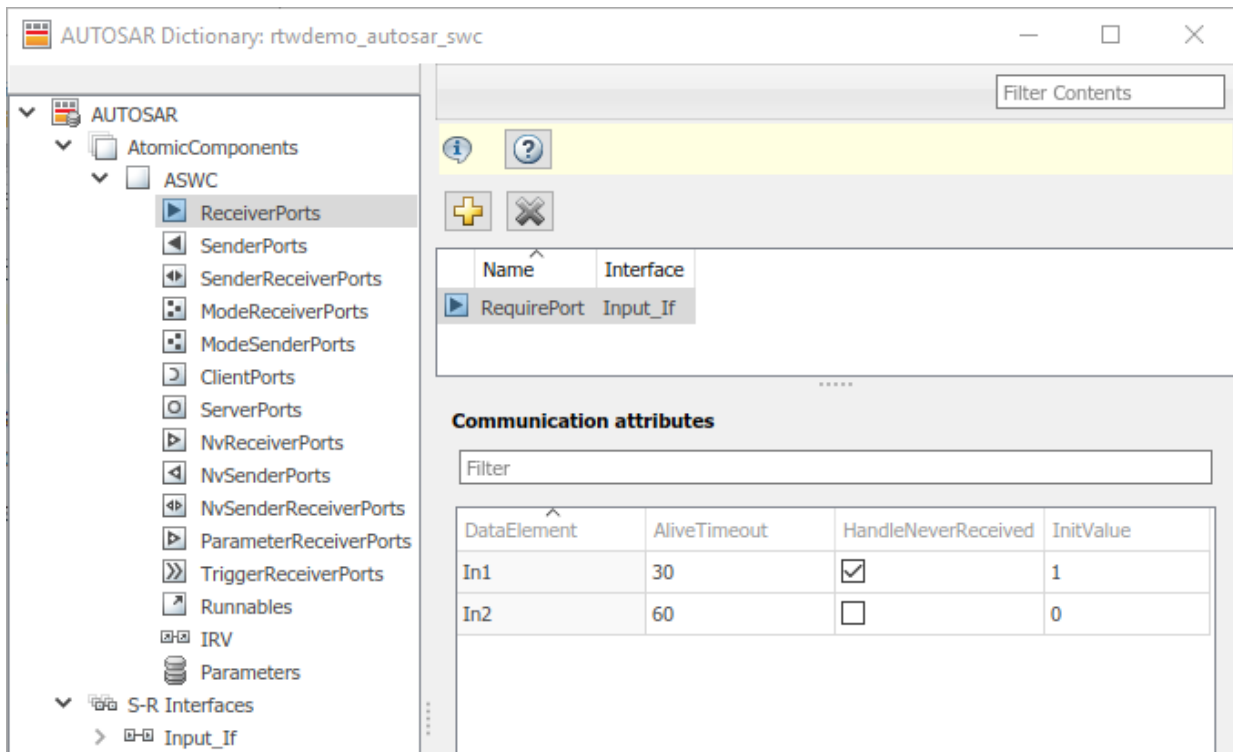 AUTOSAR Dictionary: rtwdemo_autosar_swc
Filter Contents
AUTOSAR
AtomicComponents
ASWC
ReceiverPorts
SenderPorts
SenderReceiverPorts
ModeReceiverPorts
ModeSenderPorts
ClientPorts
ServerPorts
NvReceiverPorts
NvSenderPorts
NvSenderReceiverPorts
ParameterReceiverPorts
TriggerReceiverPorts
Runnables
IRV
Parameters
S-R Interfaces
Input_If
Name Interface
RequirePort Input_If
Communication attributes
Filter
DataElement AliveTimeout HandleNeverReceived InitValue
In1 30 1
In2 60 0